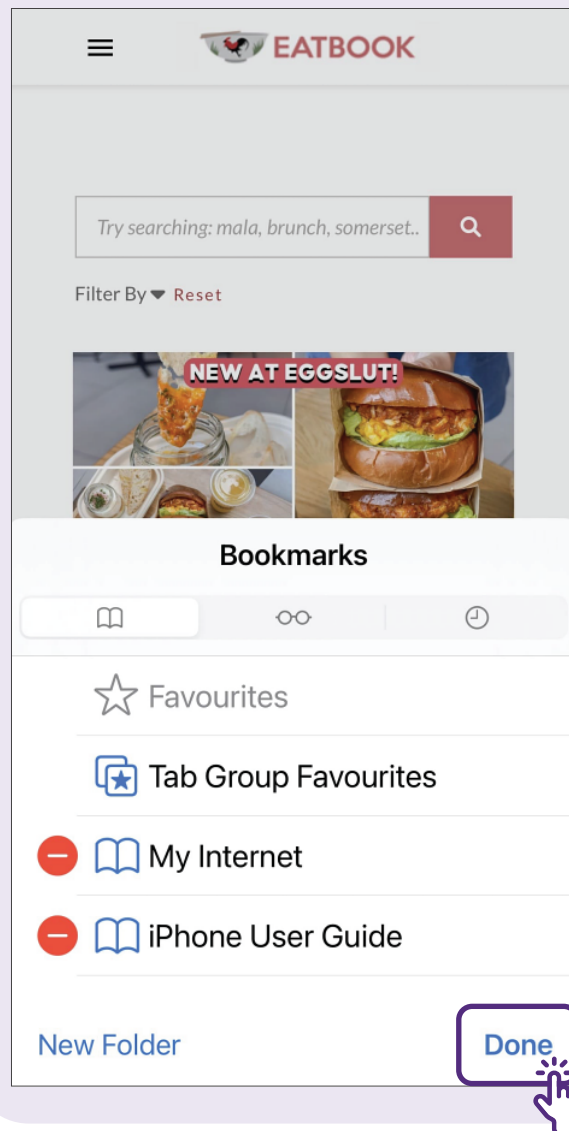 EATBOOK
Try searching: mala, brunch, somerset..
Filter By Reset
NEW AT EGGSLUT!
Bookmarks
Favourites
Tab Group Favourites
My Internet
iPhone User Guide
New Folder Done